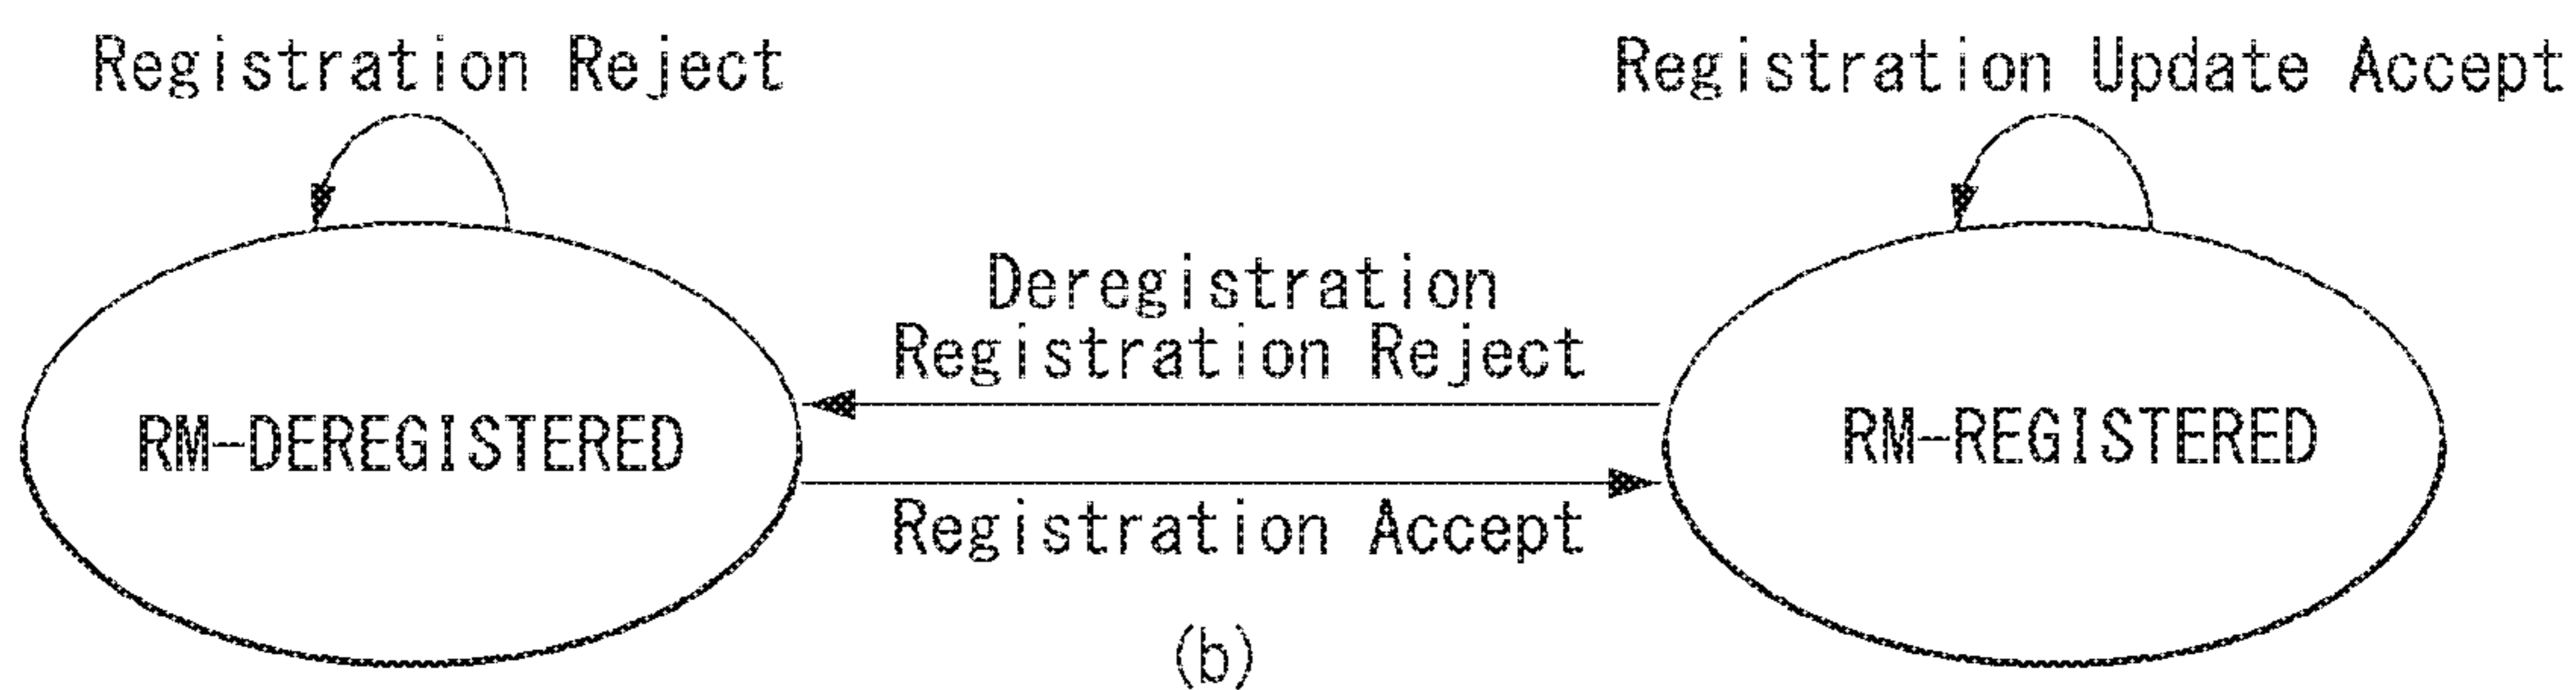 Registration Reject
Registration Update Accept
Deregistration
Registration Reject
RM-DEREGISTERED
RM-REGISTERED
Registration Accept
(b)